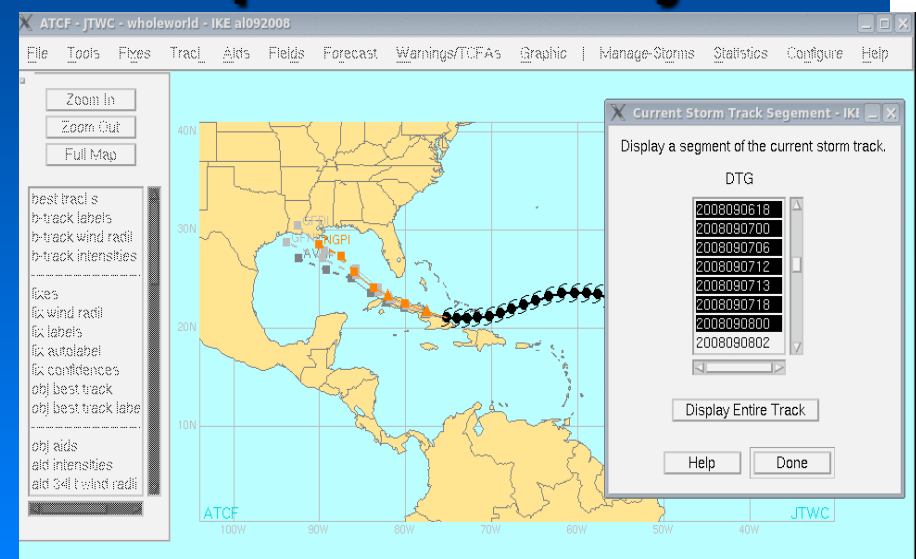 ATCF - JTWC - wholeworld - IKE al092008
File Tools Fixes Track Aids Fields Forecast Warnings/TCFAs Graphic | Manage-Storms Statistics Configure Help
Zoom In
Zoom Out
Full Map
best tracks
b-track labels
b-track wind radii
b-track intensities
fixes
fix wind radii
fix labels
fix autolabel
fix confidences
obj best track
obj best track labe
obj aids
aid intensities
aid 34kt wind radii
40N
30N
20N
10N
NGPI
ATCF
JTWC
100W 90W 80W 70W 60W 50W 40W
Current Storm Track Segement - IKE
Display a segment of the current storm track.
DTG
2008090618
2008090700
2008090706
2008090712
2008090713
2008090718
2008090800
2008090802
Display Entire Track
Help Done